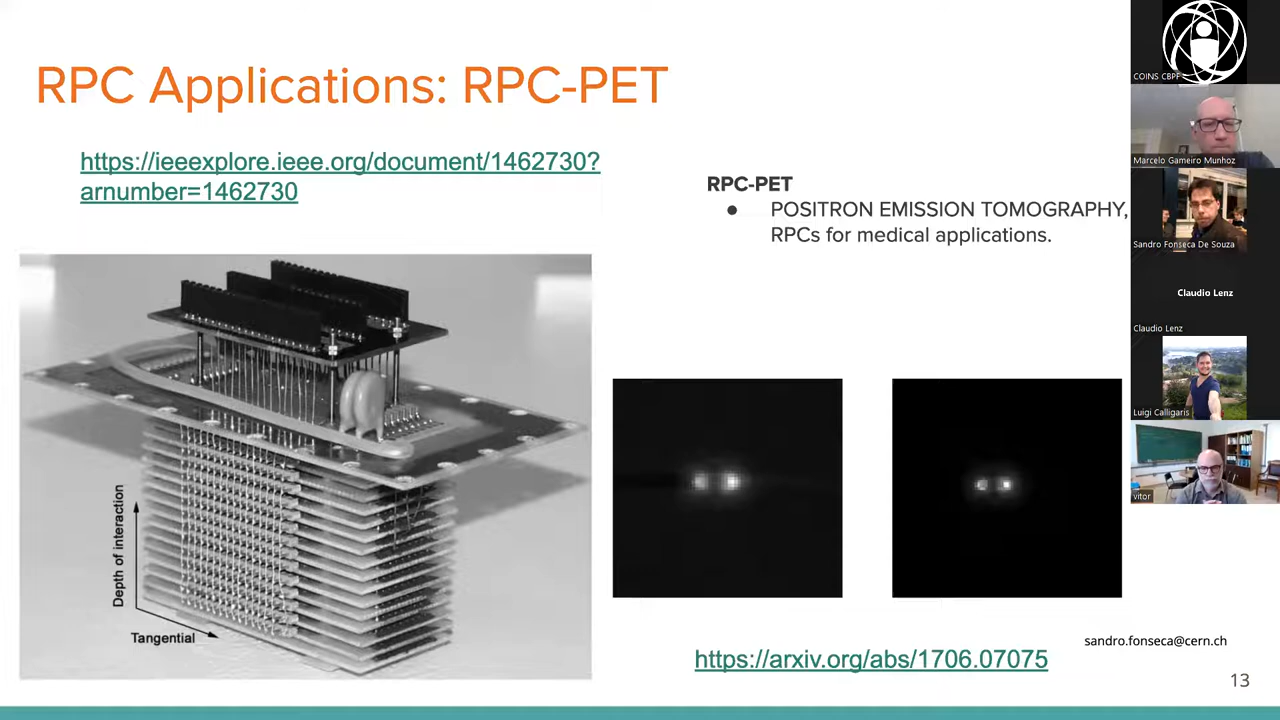 RPC Applications: RPC-PET
https://ieeexplore.ieee.org/document/1462730?
arnumber=1462730
RPC-PET
● POSITRON EMISSION TOMOGRAPHY,
RPCs for medical applications.
Depth of interaction
Tangential
https://arxiv.org/abs/1706.07075
sandro.fonseca@cern.ch
13
COINS CBPF
Marcelo Gameiro Munhoz
Sandro Fonseca De Souza
Claudio Lenz
Claudio Lenz
Luigi Calligaris
vitor